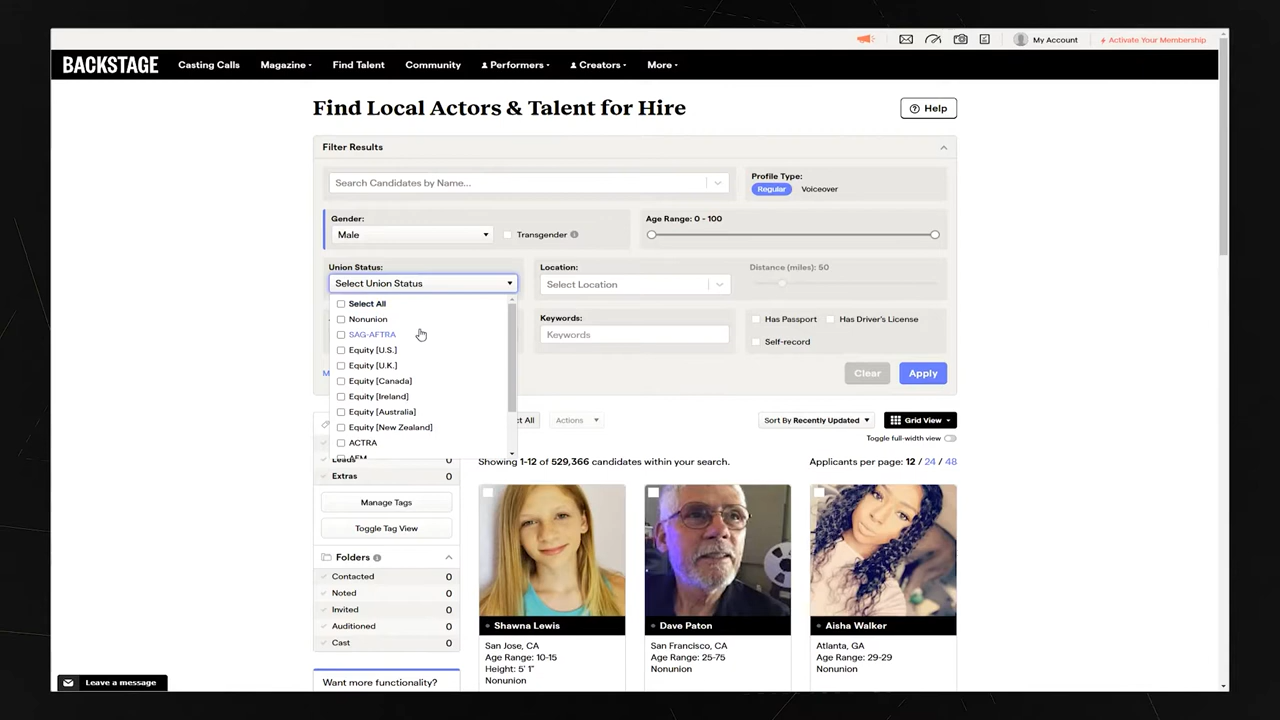 My Account
Activate Your Membership
BACKSTAGE
Casting Calls
Magazine
Find Talent
Community
Performers
Creators
More
Find Local Actors & Talent for Hire
Help
Filter Results
Search Candidates by Name...
Profile Type:
Regular
Voiceover
Gender:
Male
Transgender
Age Range: 0 - 100
Union Status:
Select Union Status
Location:
Select Location
Distance (miles): 50
Select All
Nonunion
SAG-AFTRA
Equity [U.S.]
Equity [U.K.]
Equity [Canada]
Equity [Ireland]
Equity [Australia]
Equity [New Zealand]
ACTRA
Keywords:
Keywords
Has Passport
Has Driver's License
Self-record
Clear
Apply
Actions
Sort By Recently Updated
Grid View
Toggle full-width view
Leads
0
Extras
0
Manage Tags
Toggle Tag View
Folders
Contacted
0
Noted
0
Invited
0
Auditioned
0
Cast
0
Want more functionality?
Showing 1-12 of 529,366 candidates within your search.
Applicants per page: 12 / 24 / 48
Shawna Lewis
San Jose, CA
Age Range: 10-15
Height: 5' 1"
Nonunion
Dave Paton
San Francisco, CA
Age Range: 25-75
Nonunion
Aisha Walker
Atlanta, GA
Age Range: 29-29
Nonunion
Leave a message